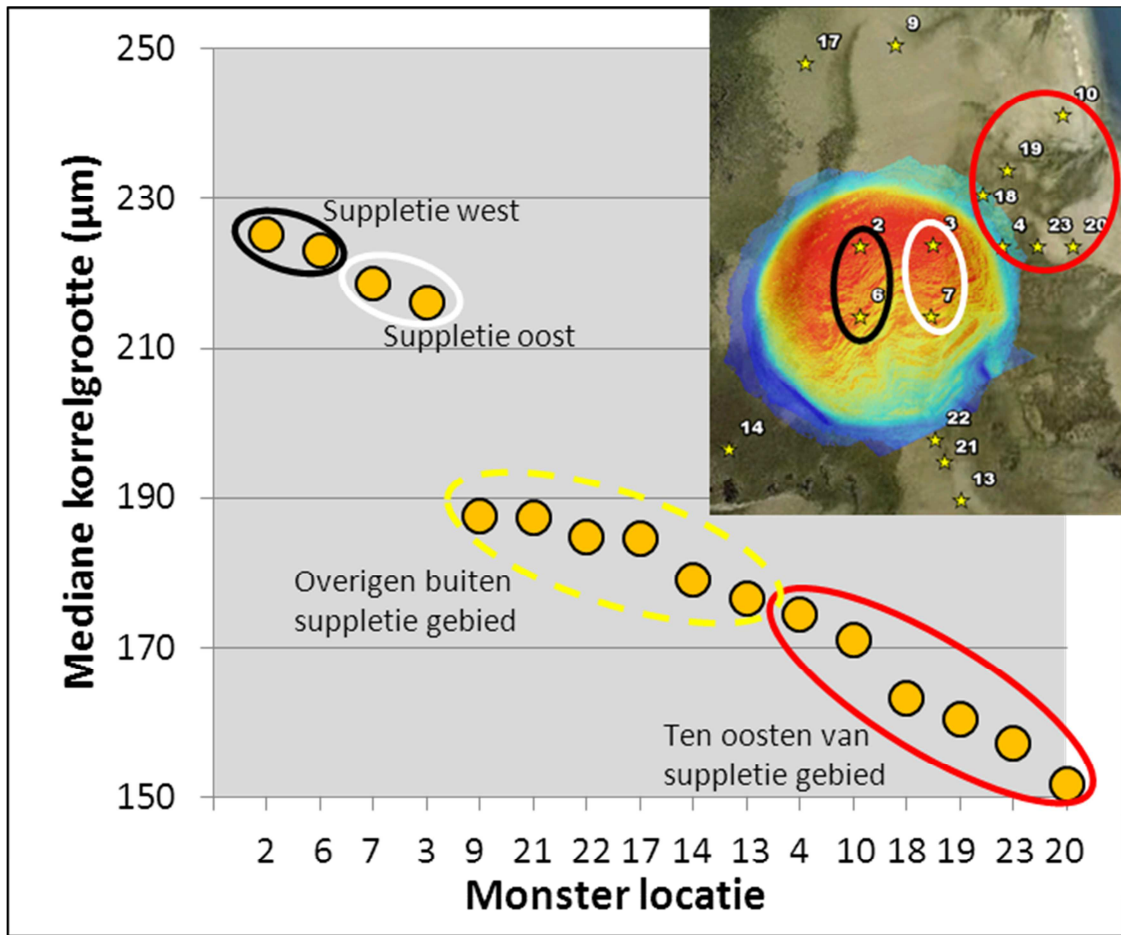 Mediane korrelgrootte (µm)
250
230
210
190
170
150
Suppletie west
Suppletie oost
Overigen buiten
suppletie gebied
Ten oosten van
suppletie gebied
2 6 7 3 9 21 22 17 14 13 4 10 18 19 23 20
Monster locatie
9
17
10
19
18
2 3 4 23 20
6 7
22
14
21
13